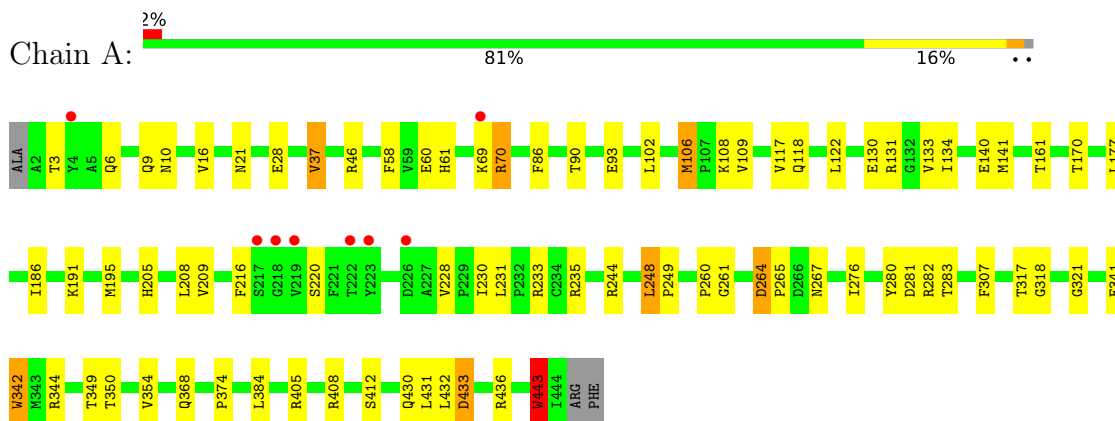 2%
Chain A:
81% 16% • •
ALA A2 T3 Y4 A5 Q6 Q9 N10 V16 N21 E28 V37 R46 F58 V59 E60 H61 K69 R70 F86 T90 E93 L102 M106 P107 K108 V109 V117 Q118 L122 E130 R131 G132 V133 I134 E140 M141 T161 T170 L177
I186 K191 M195 H205 L208 V209 F216 S217 G218 V219 S220 F221 T222 Y223 D226 A227 V228 P229 I230 L231 P232 R233 C234 R235 R244 L248 P249 P260 G261 D264 P265 D266 N267 I276 Y280 D281 R282 T283 F307 T317 G318 G321
W342 M343 R344 T349 T350 V354 Q368 P374 L384 R405 R408 S412 Q430 L431 L432 D433 R436 W443 I444 ARG PHE